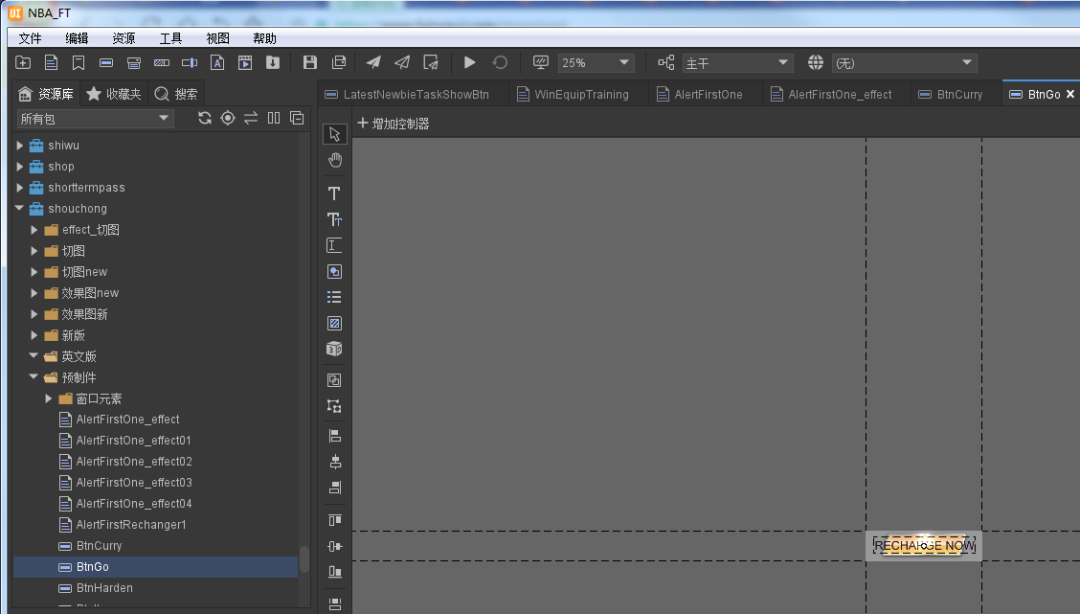 UI NBA_FT
文件 编辑 资源 工具 视图 帮助
25% 主干 (无)
资源库 收藏夹 搜索
LatestNewbieTaskShowBtn WinEquipTraining AlertFirstOne AlertFirstOne_effect BtnCurry BtnGo
所有包
增加控制器
shiwu
shop
shorttermpass
shouchong
effect_切图
切图
切图new
效果图new
效果图新
新版
英文版
预制件
窗口元素
AlertFirstOne_effect
AlertFirstOne_effect01
AlertFirstOne_effect02
AlertFirstOne_effect03
AlertFirstOne_effect04
AlertFirstRechanger1
BtnCurry
BtnGo
BtnHarden
RECHARGE NOW